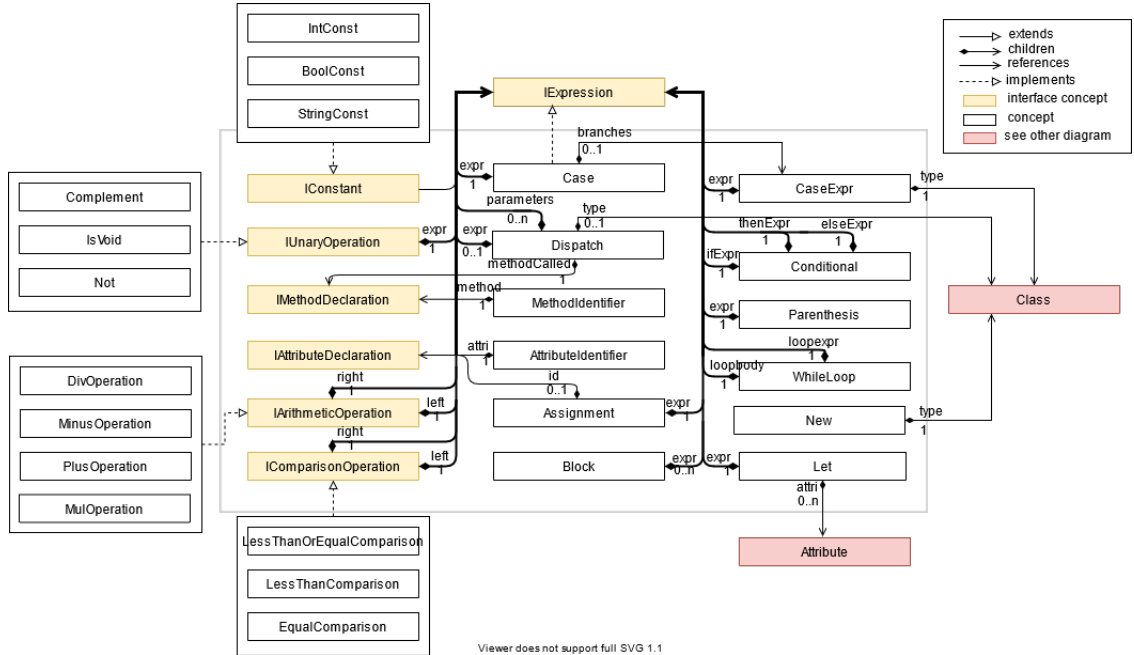 IntConst
BoolConst
StringConst
extends
children
references
implements
interface concept
concept
see other diagram
IExpression
branches
0..1
expr
1
Case
IConstant
expr
1
CaseExpr
type
1
Complement
IsVoid
Not
parameters
0..n
type
0..1
thenExpr
1
elseExpr
1
IUnaryOperation
expr
1
expr
0..1
Dispatch
ifExpr
1
Conditional
methodCalled
1
IMethodDeclaration
method
1
MethodIdentifier
expr
1
Parenthesis
Class
loopexpr
1
IAttributeDeclaration
attri
1
AttributeIdentifier
loopbody
1
WhileLoop
DivOperation
MinusOperation
PlusOperation
MulOperation
right
1
id
0..1
IArithmeticOperation
left
1
Assignment
expr
1
New
type
1
right
1
IComparisonOperation
left
1
Block
expr
0..n
expr
1
Let
attri
0..n
LessThanOrEqualComparison
LessThanComparison
EqualComparison
Attribute
Viewer does not support full SVG 1.1